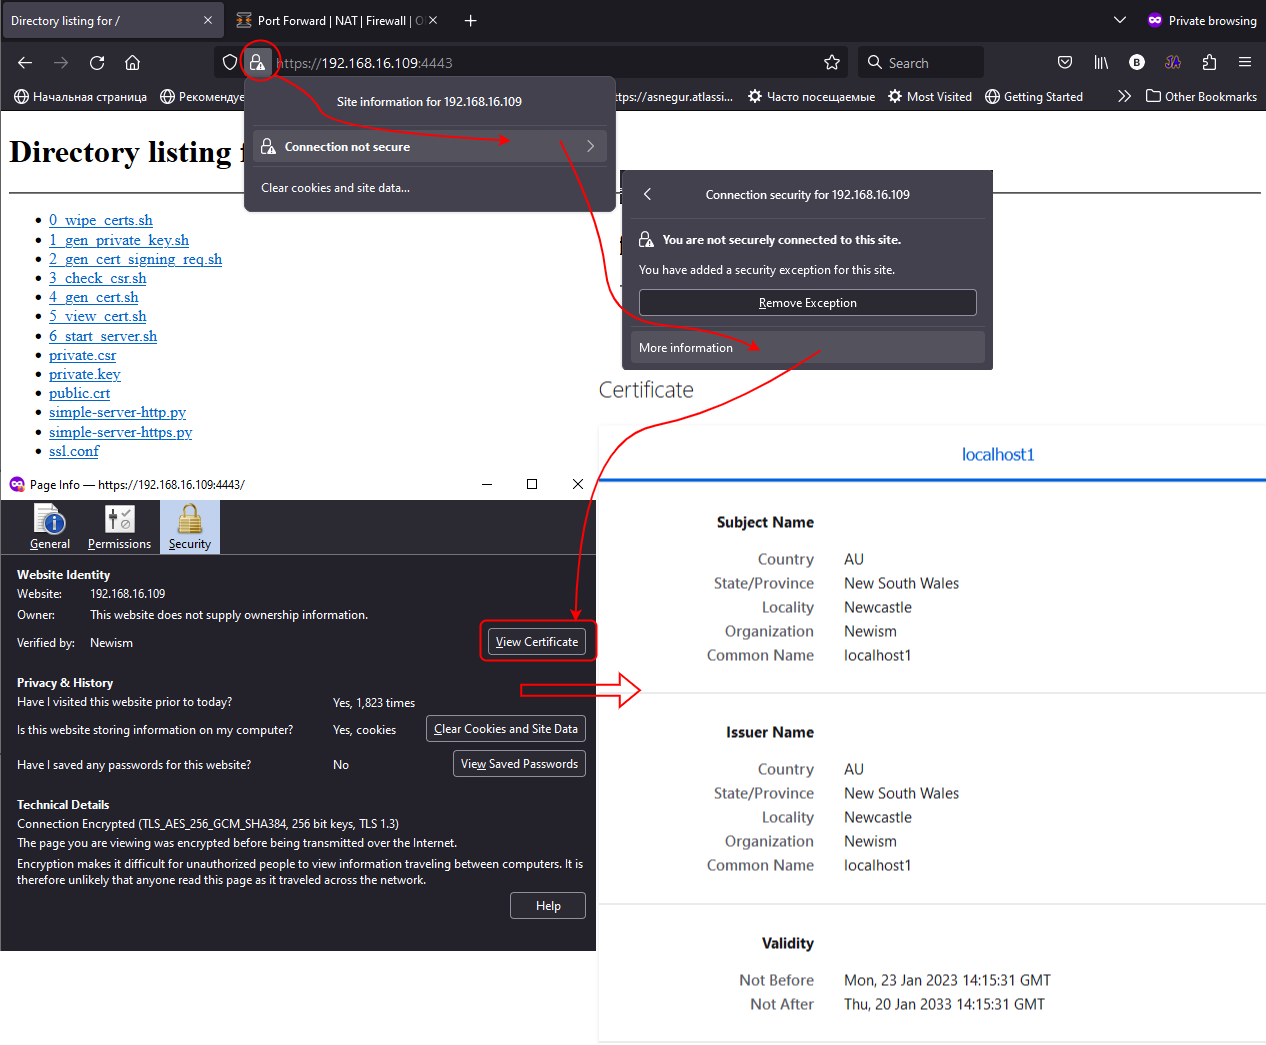 Directory listing for /
Port Forward | NAT | Firewall |
Private browsing
https://192.168.16.109:4443
Search
Начальная страница
Рекомендуе
ttps://asnegur.atlassi...
Часто посещаемые
Most Visited
Getting Started
Other Bookmarks
Site information for 192.168.16.109
Connection not secure
Clear cookies and site data...
Directory listing
0_wipe_certs.sh
1_gen_private_key.sh
2_gen_cert_signing_req.sh
3_check_csr.sh
4_gen_cert.sh
5_view_cert.sh
6_start_server.sh
private.csr
private.key
public.crt
simple-server-http.py
simple-server-https.py
ssl.conf
Connection security for 192.168.16.109
You are not securely connected to this site.
You have added a security exception for this site.
Remove Exception
More information
Page Info — https://192.168.16.109:4443/
General
Permissions
Security
Website Identity
Website: 192.168.16.109
Owner: This website does not supply ownership information.
Verified by: Newism
View Certificate
Privacy & History
Have I visited this website prior to today? Yes, 1,823 times
Is this website storing information on my computer? Yes, cookies
Clear Cookies and Site Data
Have I saved any passwords for this website? No
View Saved Passwords
Technical Details
Connection Encrypted (TLS_AES_256_GCM_SHA384, 256 bit keys, TLS 1.3)
The page you are viewing was encrypted before being transmitted over the Internet.
Encryption makes it difficult for unauthorized people to view information traveling between computers. It is
therefore unlikely that anyone read this page as it traveled across the network.
Help
Certificate
localhost1
Subject Name
Country AU
State/Province New South Wales
Locality Newcastle
Organization Newism
Common Name localhost1
Issuer Name
Country AU
State/Province New South Wales
Locality Newcastle
Organization Newism
Common Name localhost1
Validity
Not Before Mon, 23 Jan 2023 14:15:31 GMT
Not After Thu, 20 Jan 2033 14:15:31 GMT